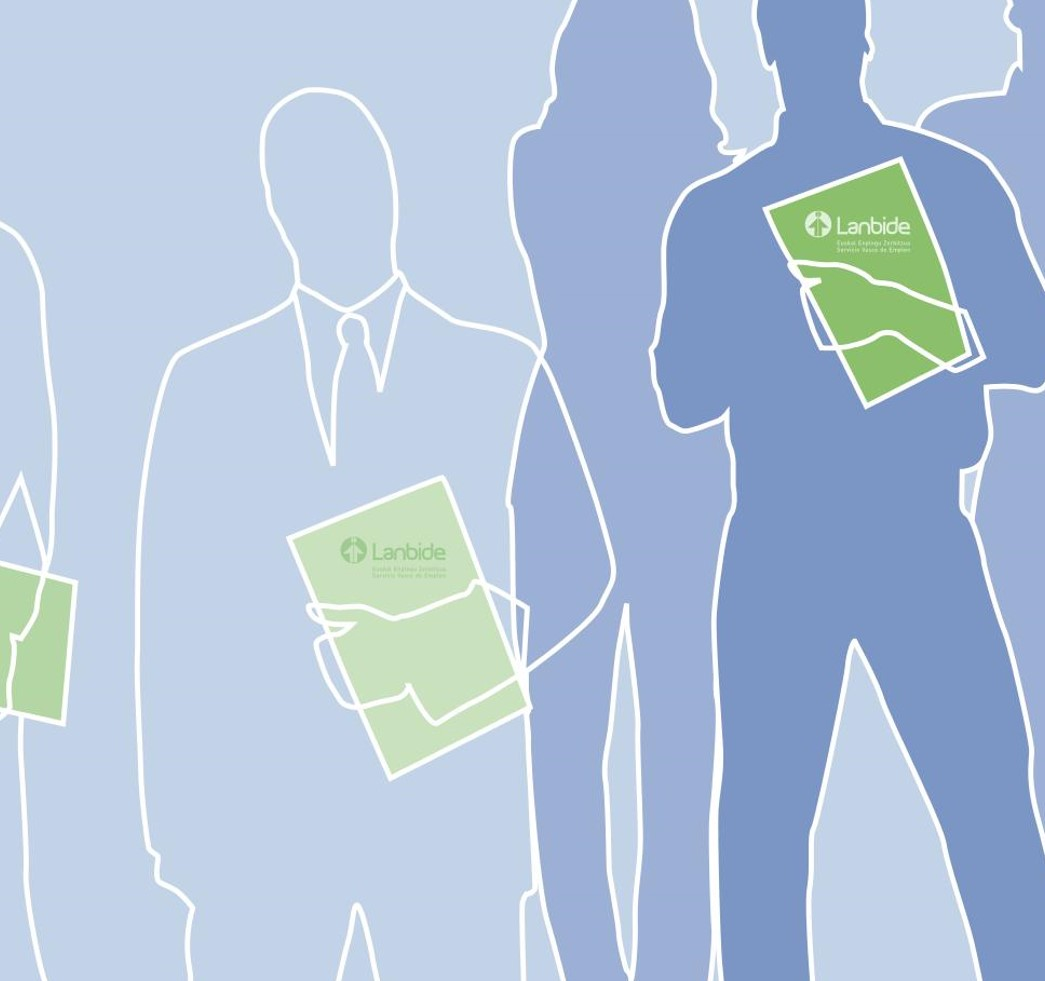 Lanbide
Euskal Enplegu Zerbitzua
Servicio Vasco de Empleo
Lanbide
Euskal Enplegu Zerbitzua
Servicio Vasco de Empleo